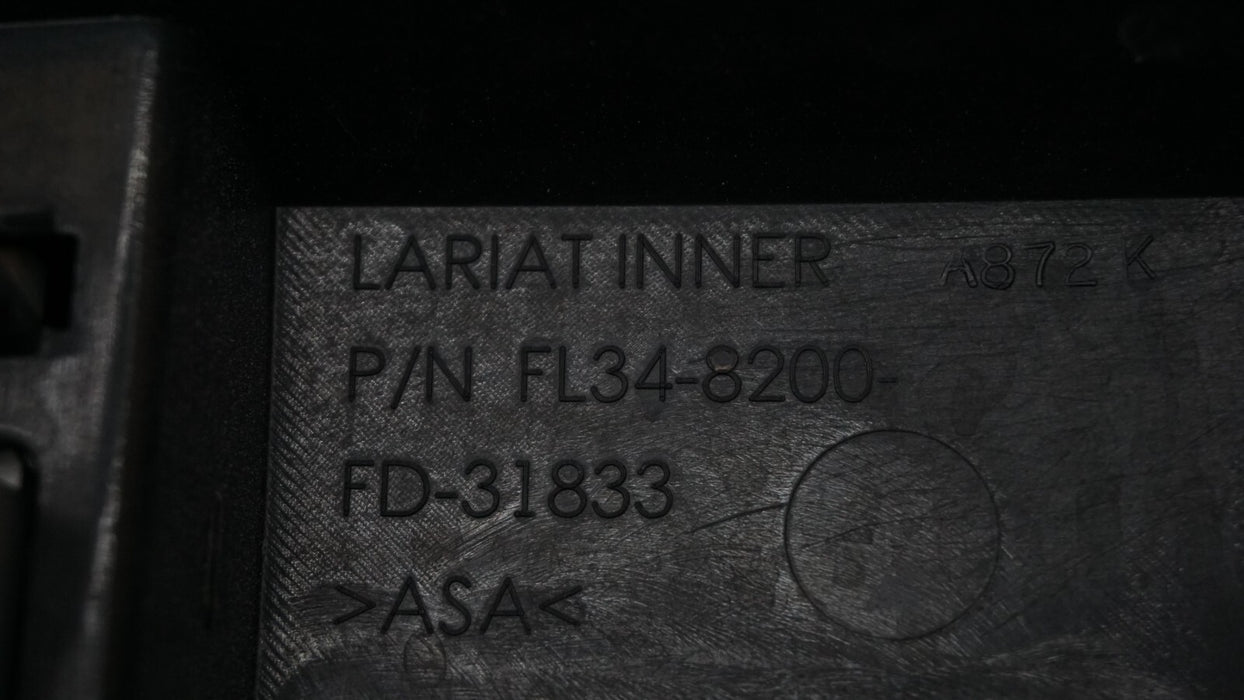 LARIAT INNER A872 K
P/N FL34-8200-
FD-31833
>ASA<